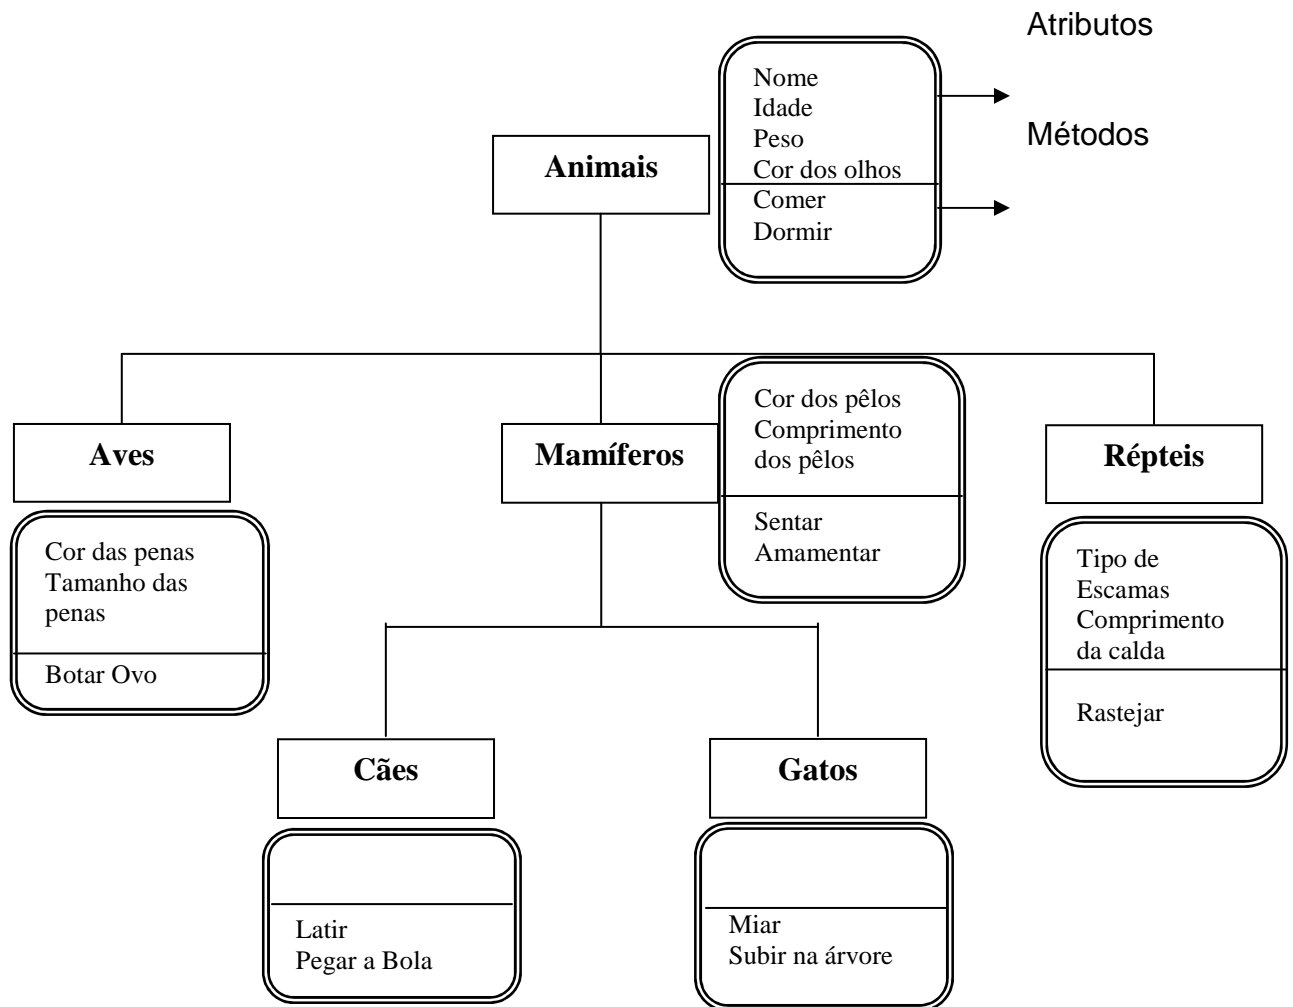 Atributos
Nome
Idade
Peso
Cor dos olhos
Métodos
Animais
Comer
Dormir
Aves
Cor das penas
Tamanho das
penas
Botar Ovo
Mamíferos
Cor dos pêlos
Comprimento
dos pêlos
Sentar
Amamentar
Répteis
Tipo de
Escamas
Comprimento
da calda
Rastejar
Cães
Latir
Pegar a Bola
Gatos
Miar
Subir na árvore